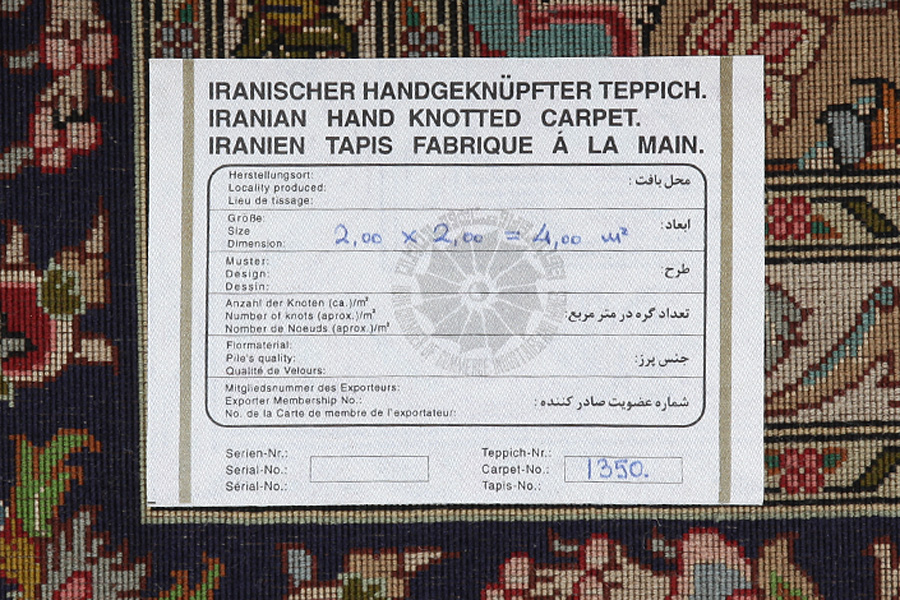 IRANISCHER HANDGEKNÜPFTER TEPPICH.
IRANIAN HAND KNOTTED CARPET.
IRANIEN TAPIS FABRIQUE Á LA MAIN.
Herstellungsort:
Locality produced:
Lieu de tissage:
محل بافت :
Größe:
Size
Dimension:
2,00 x 2,00 = 4,00 m²
ابعاد:
Muster:
Design:
Dessin:
طرح:
Anzahl der Knoten (ca.)/m²
Number of knots (aprox.)/m²
Nomber de Noeuds (aprox.)/m²
تعداد گره در متر مربع:
Flormaterial:
Pile's quality:
Qualité de Velours:
جنس پرز:
Mitgliedsnummer des Exporteurs:
Exporter Membership No.:
No. de la Carte de membre de l'exportateur:
شماره عضویت صادر کننده :
Serien-Nr.:
Serial-No.:
Sérial-No.:
Teppich-Nr.:
Carpet-No.:
Tapis-No.:
1350.